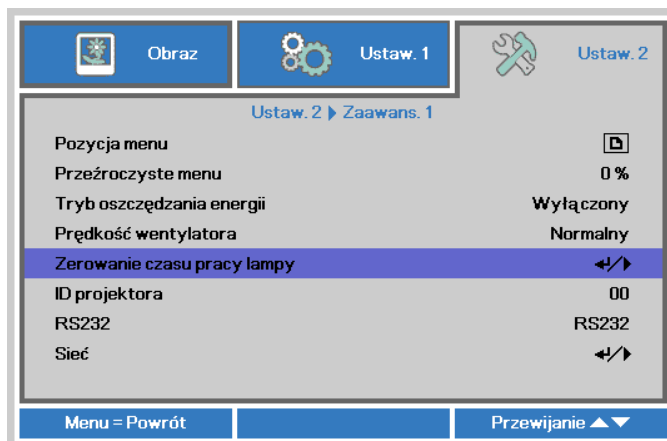 Obraz
Ustaw. 1
Ustaw. 2
Ustaw. 2 Zaawans. 1
Pozycja menu
Przeźroczyste menu 0 %
Tryb oszczędzania energii Wyłączony
Prędkość wentylatora Normalny
Zerowanie czasu pracy lampy
ID projektora 00
RS232 RS232
Sieć
Menu = Powrót Przewijanie